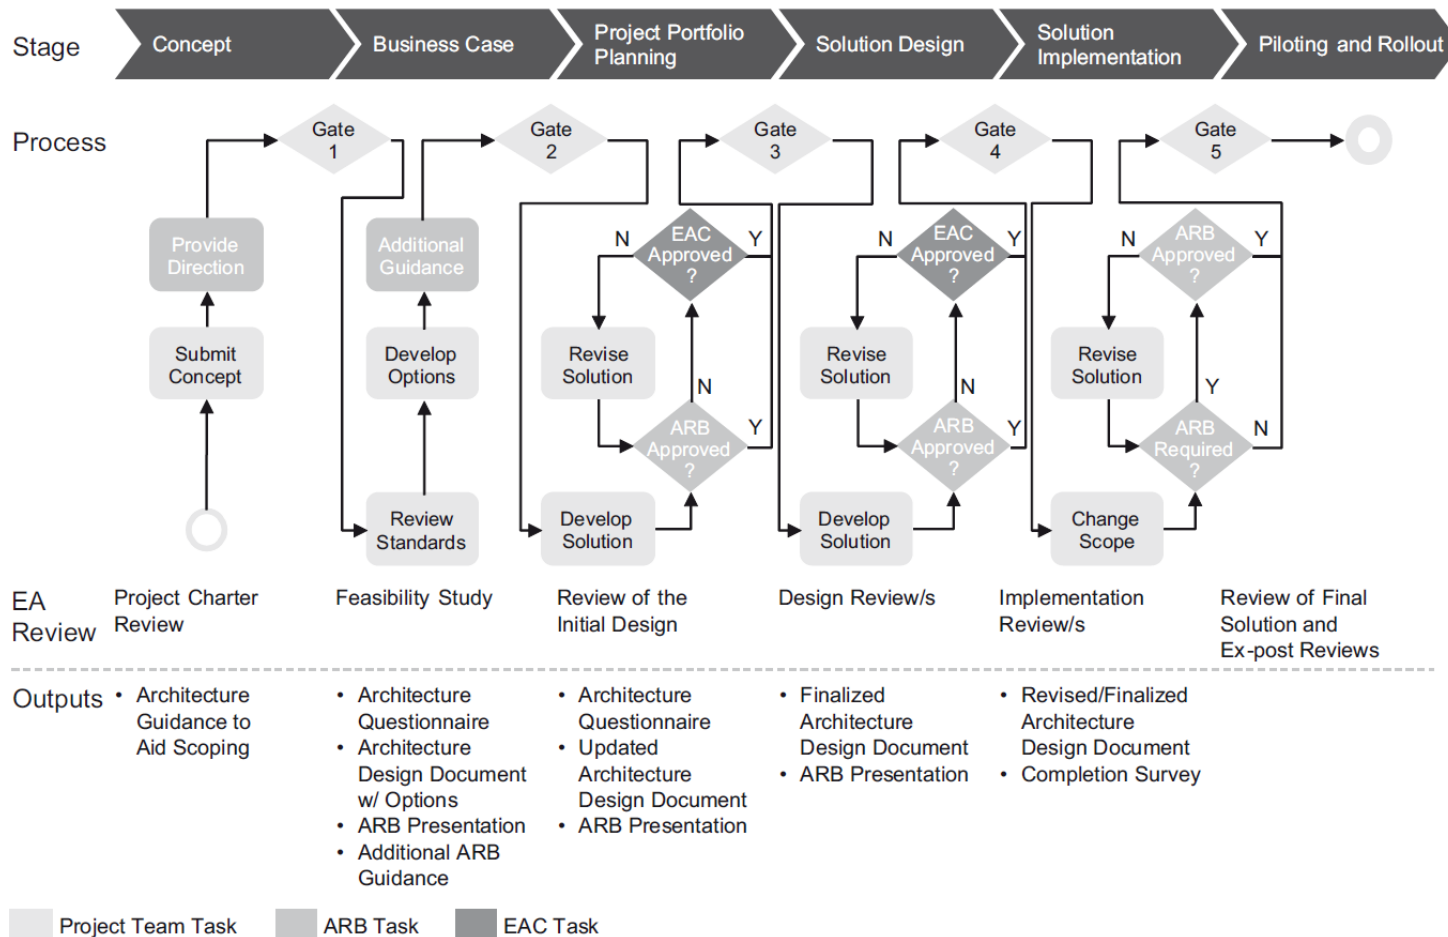 Stage
Concept
Business Case
Project Portfolio
Planning
Solution Design
Solution
Implementation
Piloting and Rollout
Process
Gate
1
Gate
2
Gate
3
Gate
4
Gate
5
Provide
Direction
Additional
Guidance
N
EAC
Approved
?
Y
N
EAC
Approved
?
Y
N
ARB
Approved
?
Y
Submit
Concept
Develop
Options
Revise
Solution
Revise
Solution
Revise
Solution
N
N
Y
ARB
Approved
?
Y
ARB
Approved
?
Y
ARB
Required
?
N
Review
Standards
Develop
Solution
Develop
Solution
Change
Scope
EA
Review
Project Charter
Review
Feasibility Study
Review of the
Initial Design
Design Review/s
Implementation
Review/s
Review of Final
Solution and
Ex-post Reviews
Outputs
• Architecture
Guidance to
Aid Scoping
• Architecture
Questionnaire
• Architecture
Design Document
w/ Options
• ARB Presentation
• Additional ARB
Guidance
• Architecture
Questionnaire
• Updated
Architecture
Design Document
• ARB Presentation
• Finalized
Architecture
Design Document
• ARB Presentation
• Revised/Finalized
Architecture
Design Document
• Completion Survey
Project Team Task
ARB Task
EAC Task